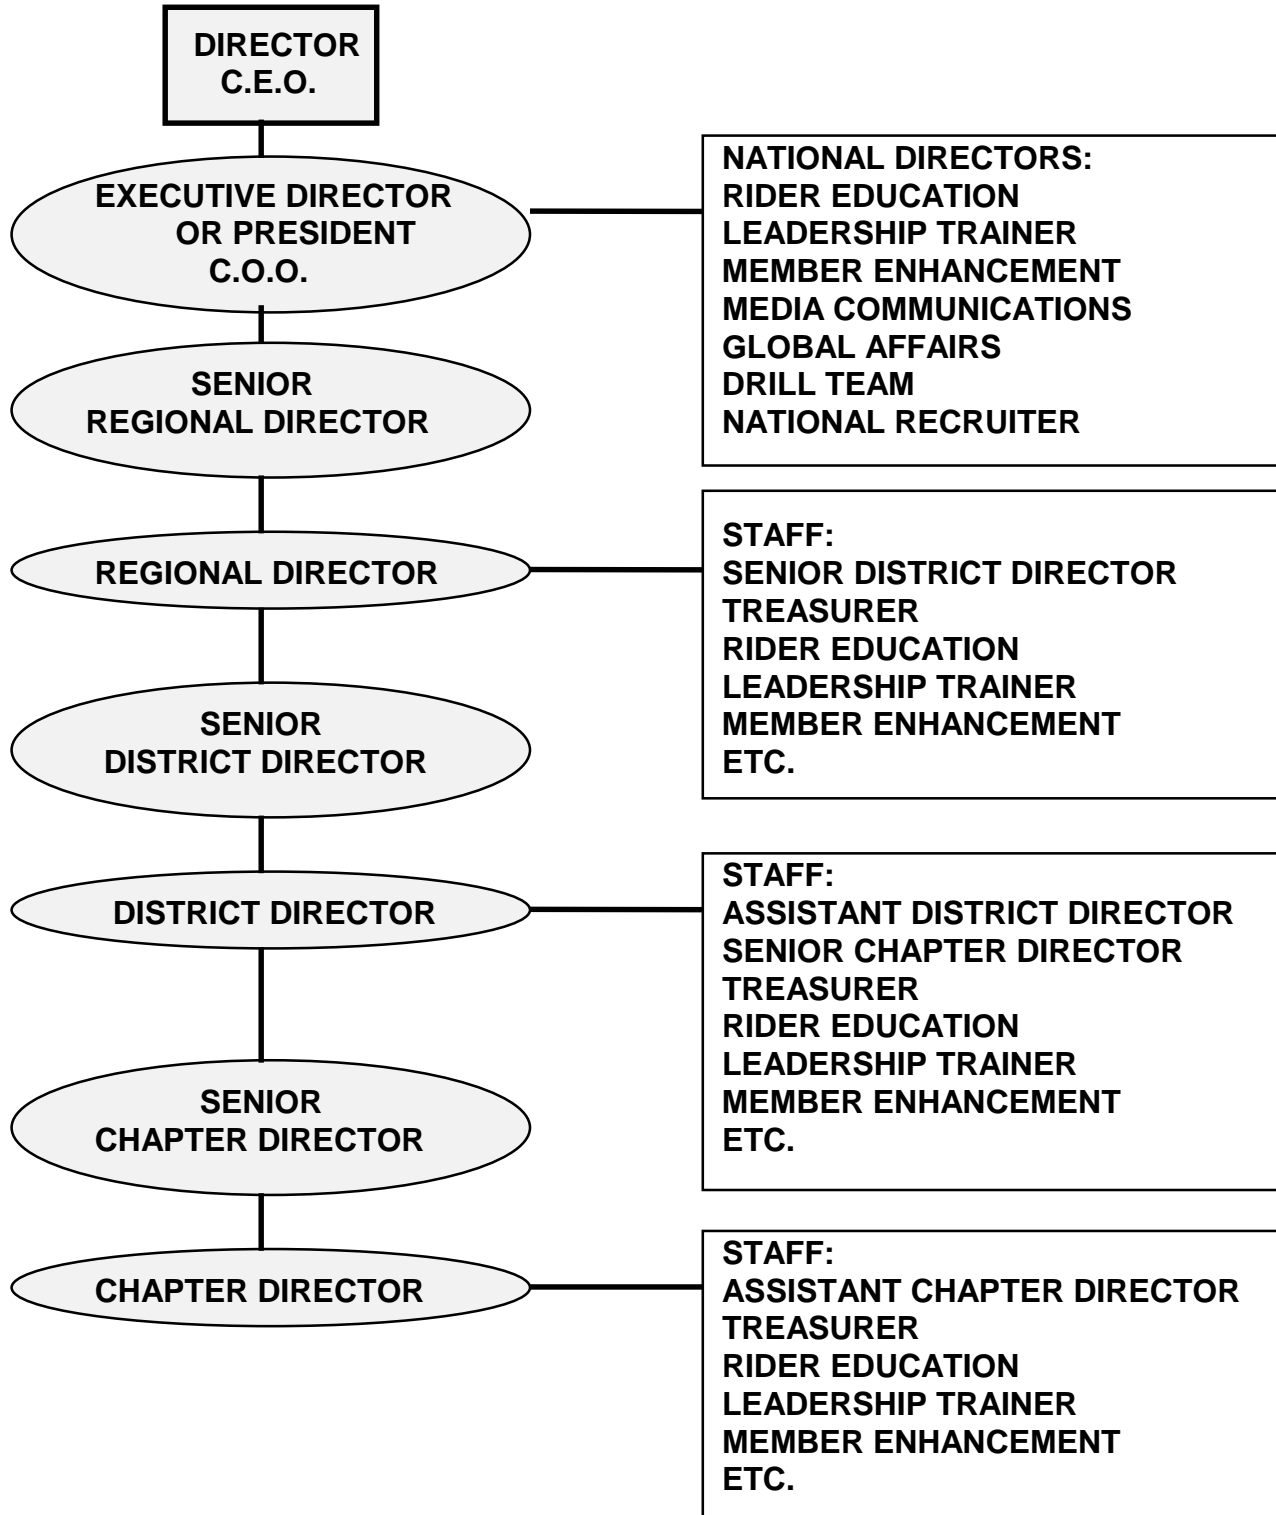 DIRECTOR
C.E.O.
EXECUTIVE DIRECTOR
OR PRESIDENT
C.O.O.
NATIONAL DIRECTORS:
RIDER EDUCATION
LEADERSHIP TRAINER
MEMBER ENHANCEMENT
MEDIA COMMUNICATIONS
GLOBAL AFFAIRS
DRILL TEAM
NATIONAL RECRUITER
SENIOR
REGIONAL DIRECTOR
REGIONAL DIRECTOR
STAFF:
SENIOR DISTRICT DIRECTOR
TREASURER
RIDER EDUCATION
LEADERSHIP TRAINER
MEMBER ENHANCEMENT
ETC.
SENIOR
DISTRICT DIRECTOR
DISTRICT DIRECTOR
STAFF:
ASSISTANT DISTRICT DIRECTOR
SENIOR CHAPTER DIRECTOR
TREASURER
RIDER EDUCATION
LEADERSHIP TRAINER
MEMBER ENHANCEMENT
ETC.
SENIOR
CHAPTER DIRECTOR
CHAPTER DIRECTOR
STAFF:
ASSISTANT CHAPTER DIRECTOR
TREASURER
RIDER EDUCATION
LEADERSHIP TRAINER
MEMBER ENHANCEMENT
ETC.